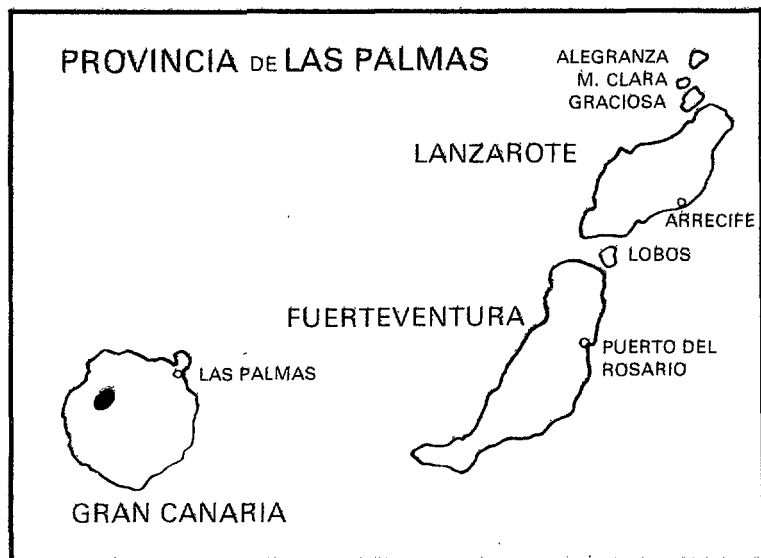 PROVINCIA DE LAS PALMAS
ALEGRANZA
M. CLARA
GRACIOSA
LANZAROTE
ARRECIFE
LOBOS
FUERTEVENTURA
PUERTO DEL
ROSARIO
LAS PALMAS
GRAN CANARIA